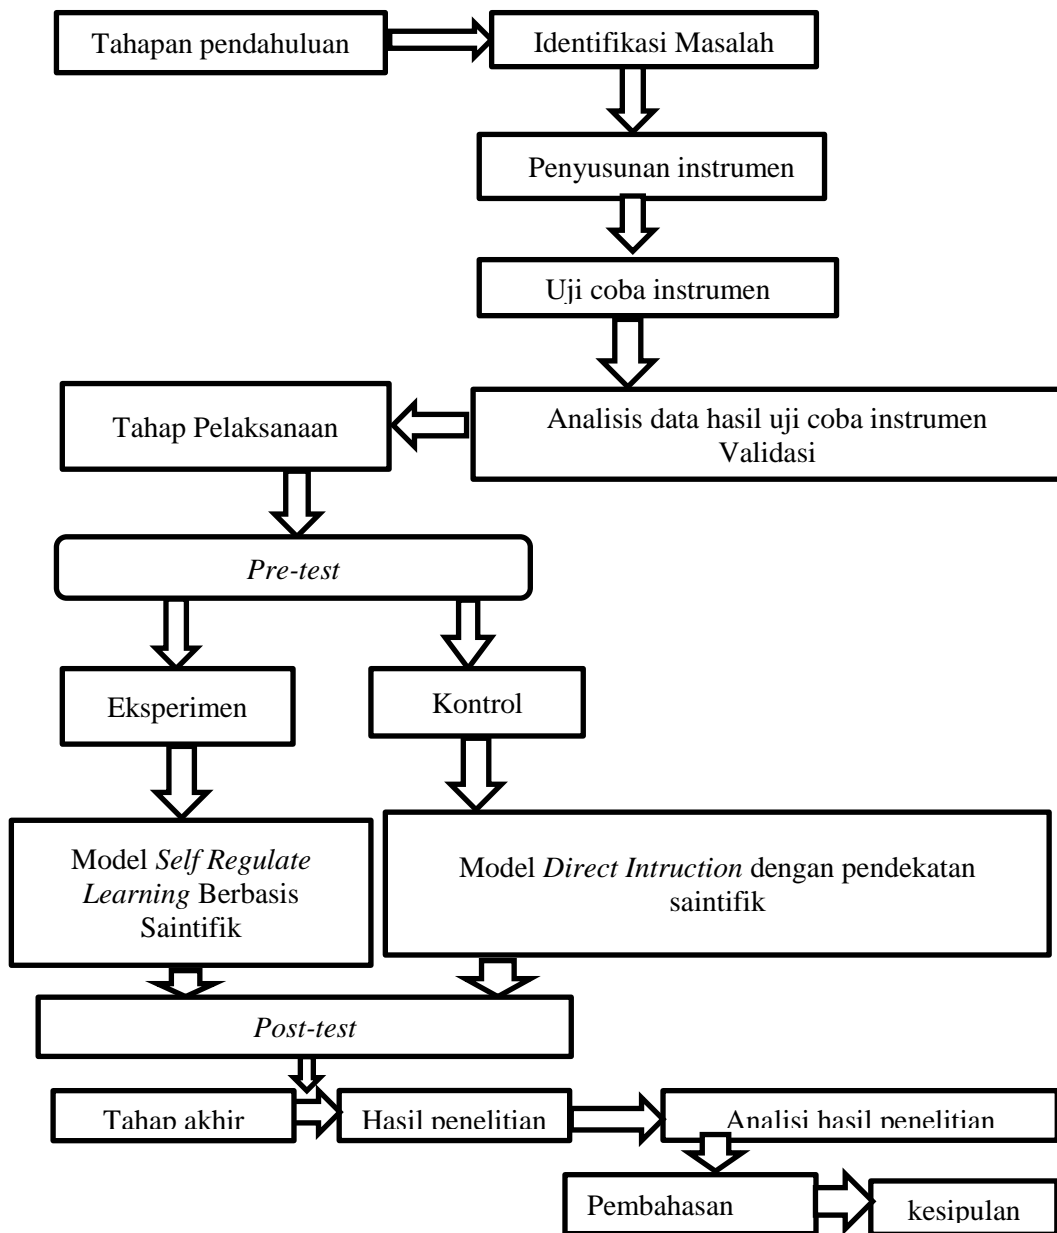 Tahapan pendahuluan
Identifikasi Masalah
Penyusunan instrumen
Uji coba instrumen
Analisis data hasil uji coba instrumen
Validasi
Tahap Pelaksanaan
Pre-test
Eksperimen
Kontrol
Model Self Regulate
Learning Berbasis
Saintifik
Model Direct Intruction dengan pendekatan
saintifik
Post-test
Tahap akhir
Hasil penelitian
Analisi hasil penelitian
Pembahasan
kesipulan